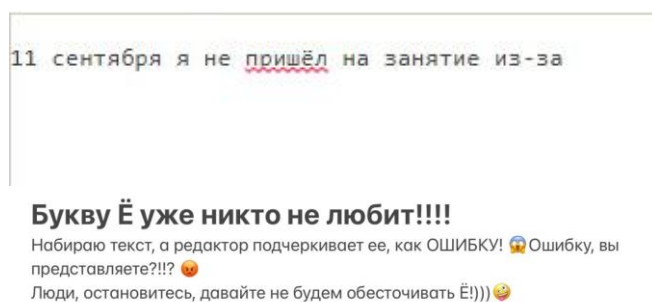 11 сентября я не пришёл на занятие из-за
Букву Ё уже никто не любит!!!!
Набираю текст, а редактор подчеркивает ее, как ОШИБКУ! 😱Ошибку, вы
представляете?!!? 😡
Люди, остановитесь, давайте не будем обесточивать Ё!)))🤪